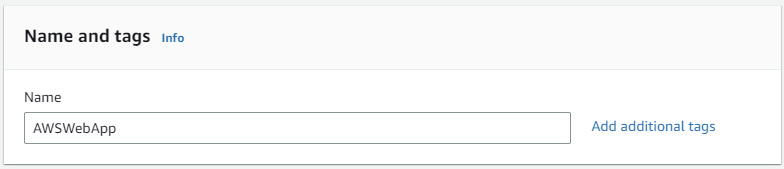 Name and tags Info
Name
AWSWebApp
Add additional tags